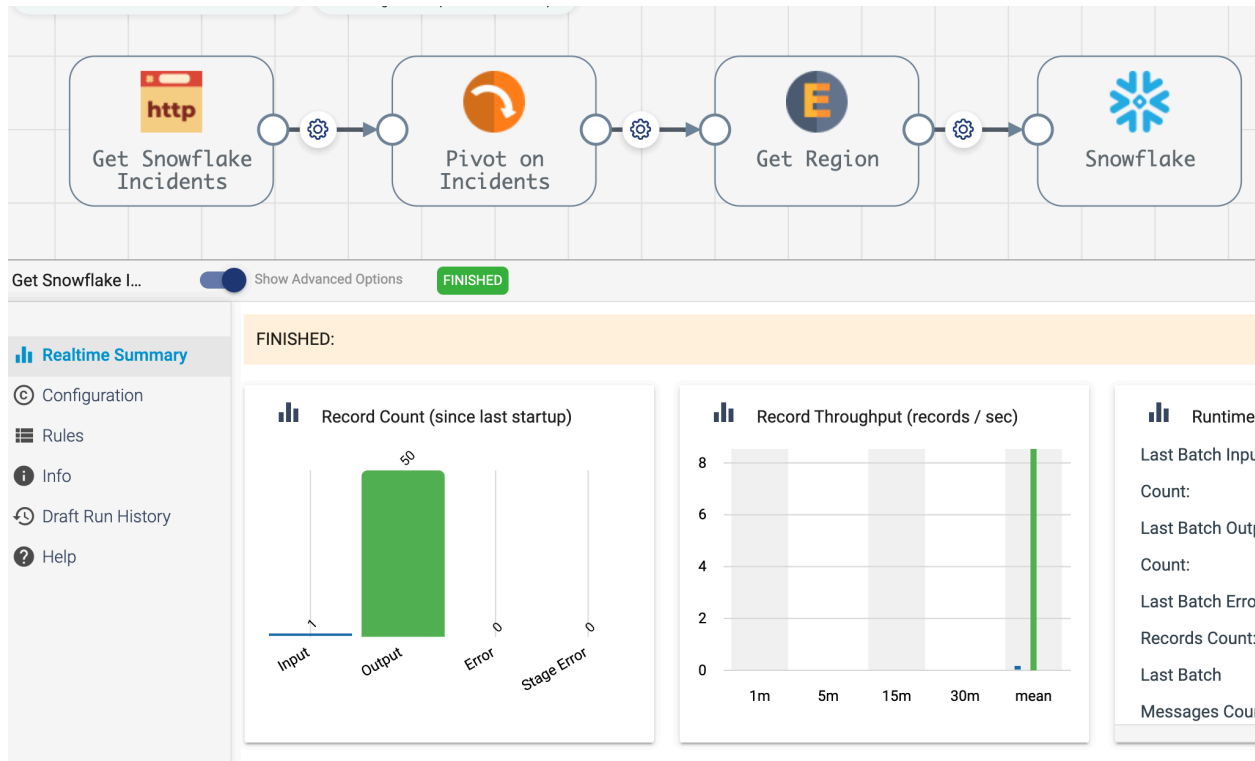 http
Get Snowflake
Incidents
Pivot on
Incidents
E
Get Region
Snowflake
Get Snowflake I...
Show Advanced Options
FINISHED
Realtime Summary
Configuration
Rules
Info
Draft Run History
Help
FINISHED:
Record Count (since last startup)
50
1
0
0
Input
Output
Error
Stage Error
Record Throughput (records / sec)
8
6
4
2
0
1m
5m
15m
30m
mean
Runtime
Last Batch Inpu
Count:
Last Batch Outp
Count:
Last Batch Erro
Records Count:
Last Batch
Messages Cou